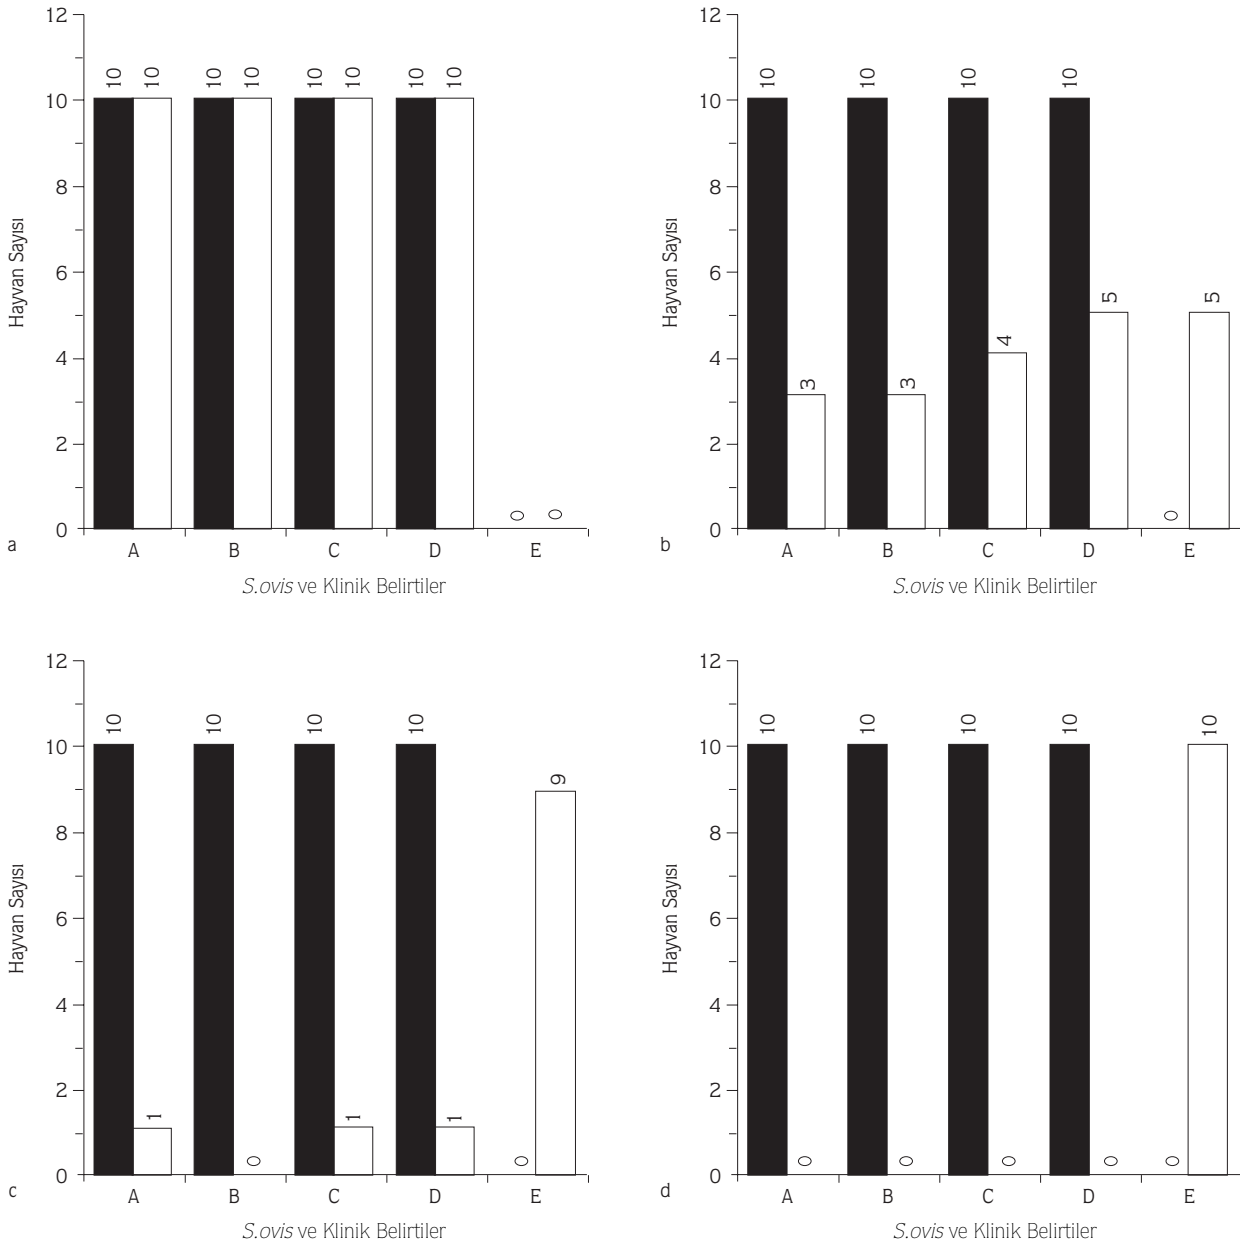 12
10
8
6
4
2
0
Hayvan Sayısı
10 10 10 10 10 10 10 10 0 0
A B C D E
a
S.ovis ve Klinik Belirtiler
12
10
8
6
4
2
0
Hayvan Sayısı
10 3 10 3 10 4 10 5 0 5
A B C D E
b
S.ovis ve Klinik Belirtiler
12
10
8
6
4
2
0
Hayvan Sayısı
10 1 10 0 10 1 10 1 0 9
A B C D E
c
S.ovis ve Klinik Belirtiler
12
10
8
6
4
2
0
Hayvan Sayısı
10 0 10 0 10 0 10 0 0 10
A B C D E
d
S.ovis ve Klinik Belirtiler